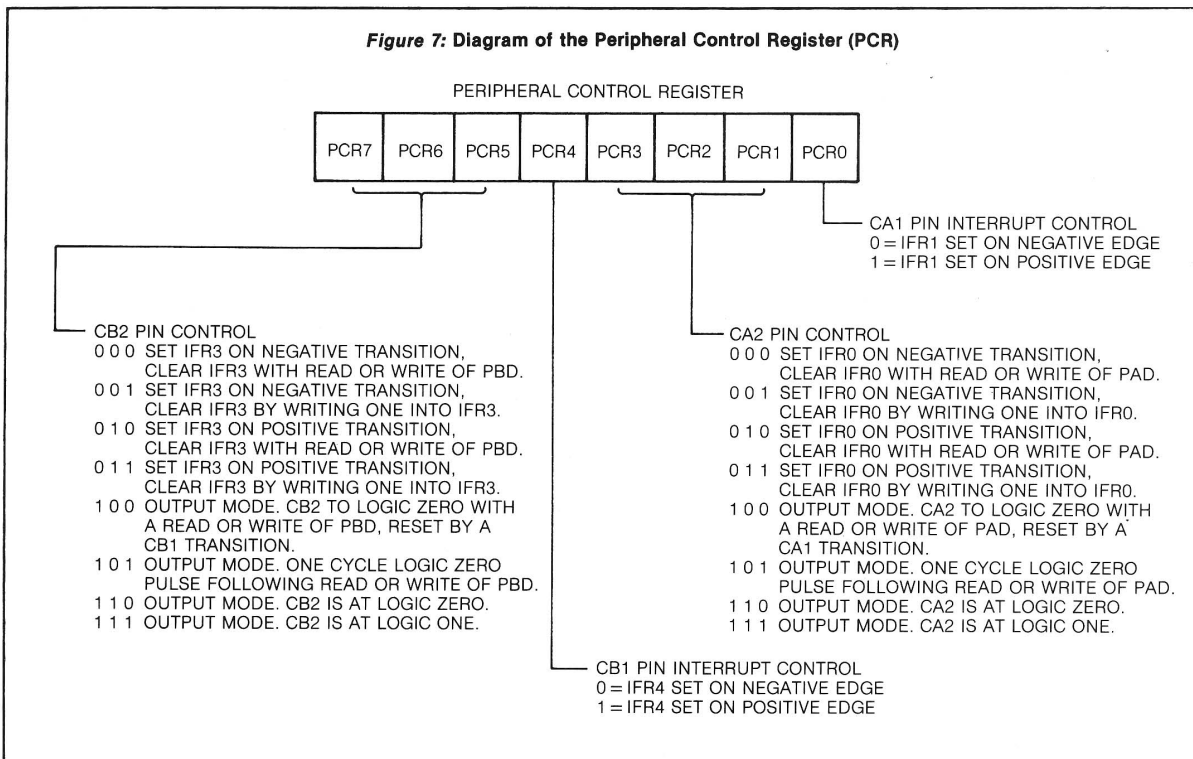 Figure 7: Diagram of the Peripheral Control Register (PCR)
PERIPHERAL CONTROL REGISTER
PCR7 PCR6 PCR5 PCR4 PCR3 PCR2 PCR1 PCR0
CA1 PIN INTERRUPT CONTROL
0 = IFR1 SET ON NEGATIVE EDGE
1 = IFR1 SET ON POSITIVE EDGE
CB2 PIN CONTROL
0 0 0 SET IFR3 ON NEGATIVE TRANSITION,
CLEAR IFR3 WITH READ OR WRITE OF PBD.
0 0 1 SET IFR3 ON NEGATIVE TRANSITION,
CLEAR IFR3 BY WRITING ONE INTO IFR3.
0 1 0 SET IFR3 ON POSITIVE TRANSITION,
CLEAR IFR3 WITH READ OR WRITE OF PBD.
0 1 1 SET IFR3 ON POSITIVE TRANSITION,
CLEAR IFR3 BY WRITING ONE INTO IFR3.
1 0 0 OUTPUT MODE. CB2 TO LOGIC ZERO WITH
A READ OR WRITE OF PBD, RESET BY A
CB1 TRANSITION.
1 0 1 OUTPUT MODE. ONE CYCLE LOGIC ZERO
PULSE FOLLOWING READ OR WRITE OF PBD.
1 1 0 OUTPUT MODE. CB2 IS AT LOGIC ZERO.
1 1 1 OUTPUT MODE. CB2 IS AT LOGIC ONE.
CA2 PIN CONTROL
0 0 0 SET IFR0 ON NEGATIVE TRANSITION,
CLEAR IFR0 WITH READ OR WRITE OF PAD.
0 0 1 SET IFR0 ON NEGATIVE TRANSITION,
CLEAR IFR0 BY WRITING ONE INTO IFR0.
0 1 0 SET IFR0 ON POSITIVE TRANSITION,
CLEAR IFR0 WITH READ OR WRITE OF PAD.
0 1 1 SET IFR0 ON POSITIVE TRANSITION,
CLEAR IFR0 BY WRITING ONE INTO IFR0.
1 0 0 OUTPUT MODE. CA2 TO LOGIC ZERO WITH
A READ OR WRITE OF PAD, RESET BY A
CA1 TRANSITION.
1 0 1 OUTPUT MODE. ONE CYCLE LOGIC ZERO
PULSE FOLLOWING READ OR WRITE OF PAD.
1 1 0 OUTPUT MODE. CA2 IS AT LOGIC ZERO.
1 1 1 OUTPUT MODE. CA2 IS AT LOGIC ONE.
CB1 PIN INTERRUPT CONTROL
0 = IFR4 SET ON NEGATIVE EDGE
1 = IFR4 SET ON POSITIVE EDGE